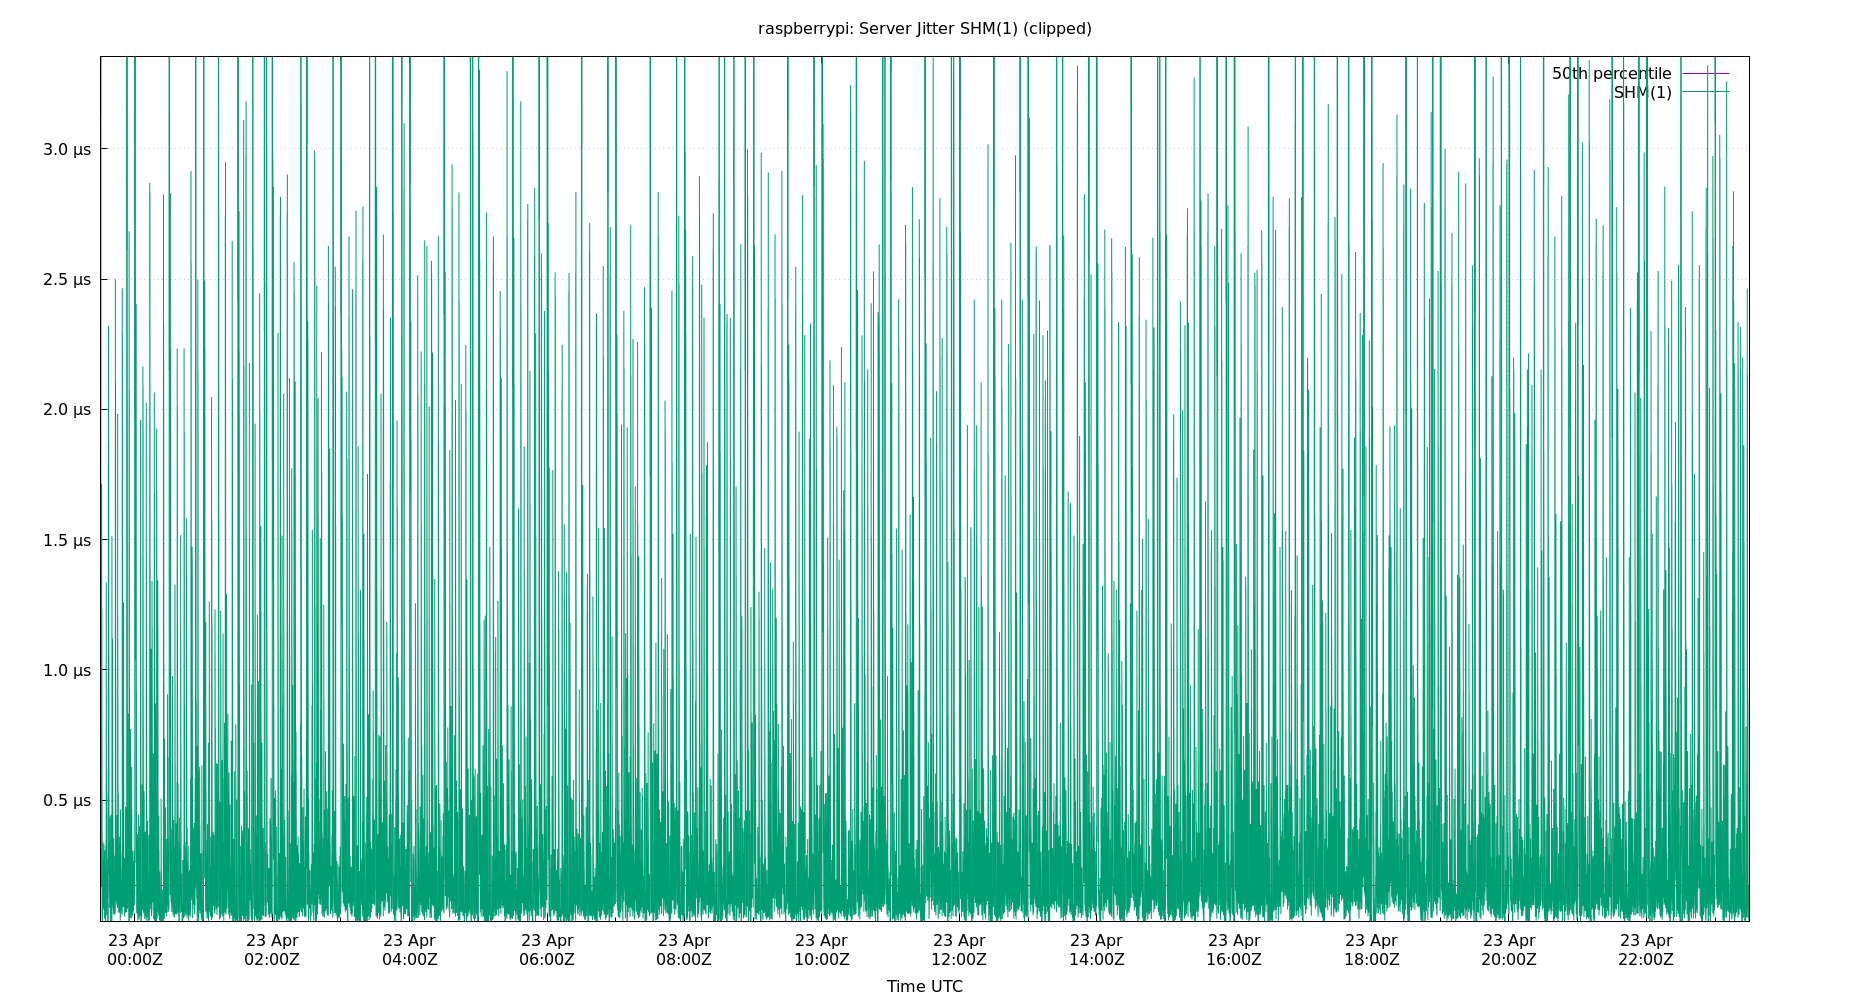 raspberrypi: Server Jitter SHM(1) (clipped)
50th percentile
SHM(1)
3.0 μs
2.5 μs
2.0 μs
1.5 μs
1.0 μs
0.5 μs
23 Apr 23 Apr 23 Apr 23 Apr 23 Apr 23 Apr 23 Apr 23 Apr 23 Apr 23 Apr 23 Apr 23 Apr
00:00Z 02:00Z 04:00Z 06:00Z 08:00Z 10:00Z 12:00Z 14:00Z 16:00Z 18:00Z 20:00Z 22:00Z
Time UTC